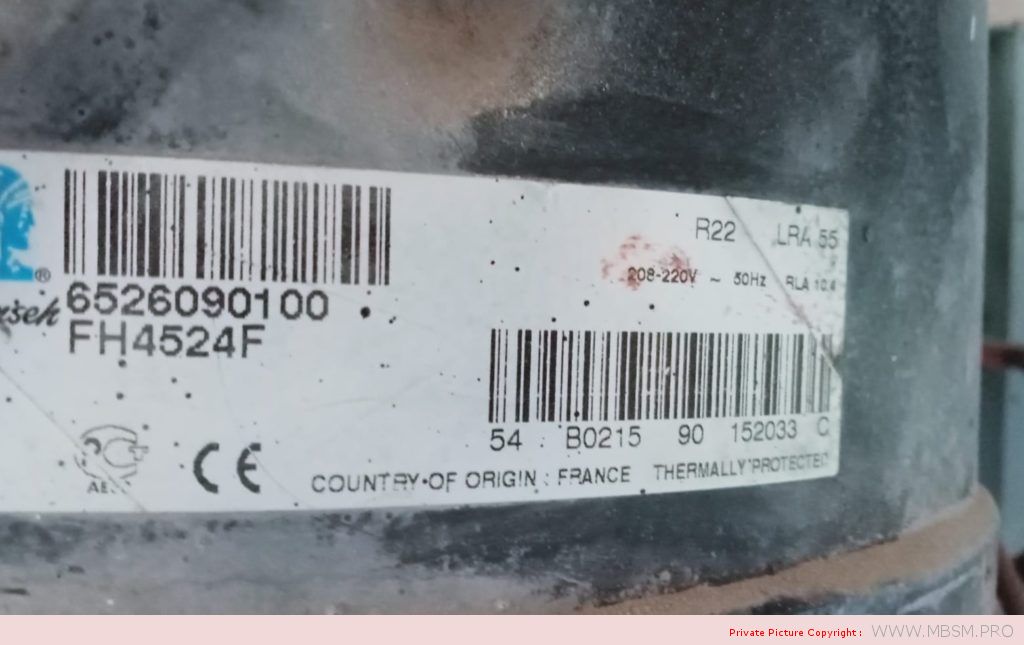 R22 LRA 55
208-220V ~ 50Hz RLA 10.4
®
6526090100
FH4524F
54 : B0215 90 152033 C
CE
COUNTRY OF ORIGIN : FRANCE THERMALLY PROTECTED
Private Picture Copyright : WWW.MBSM.PRO